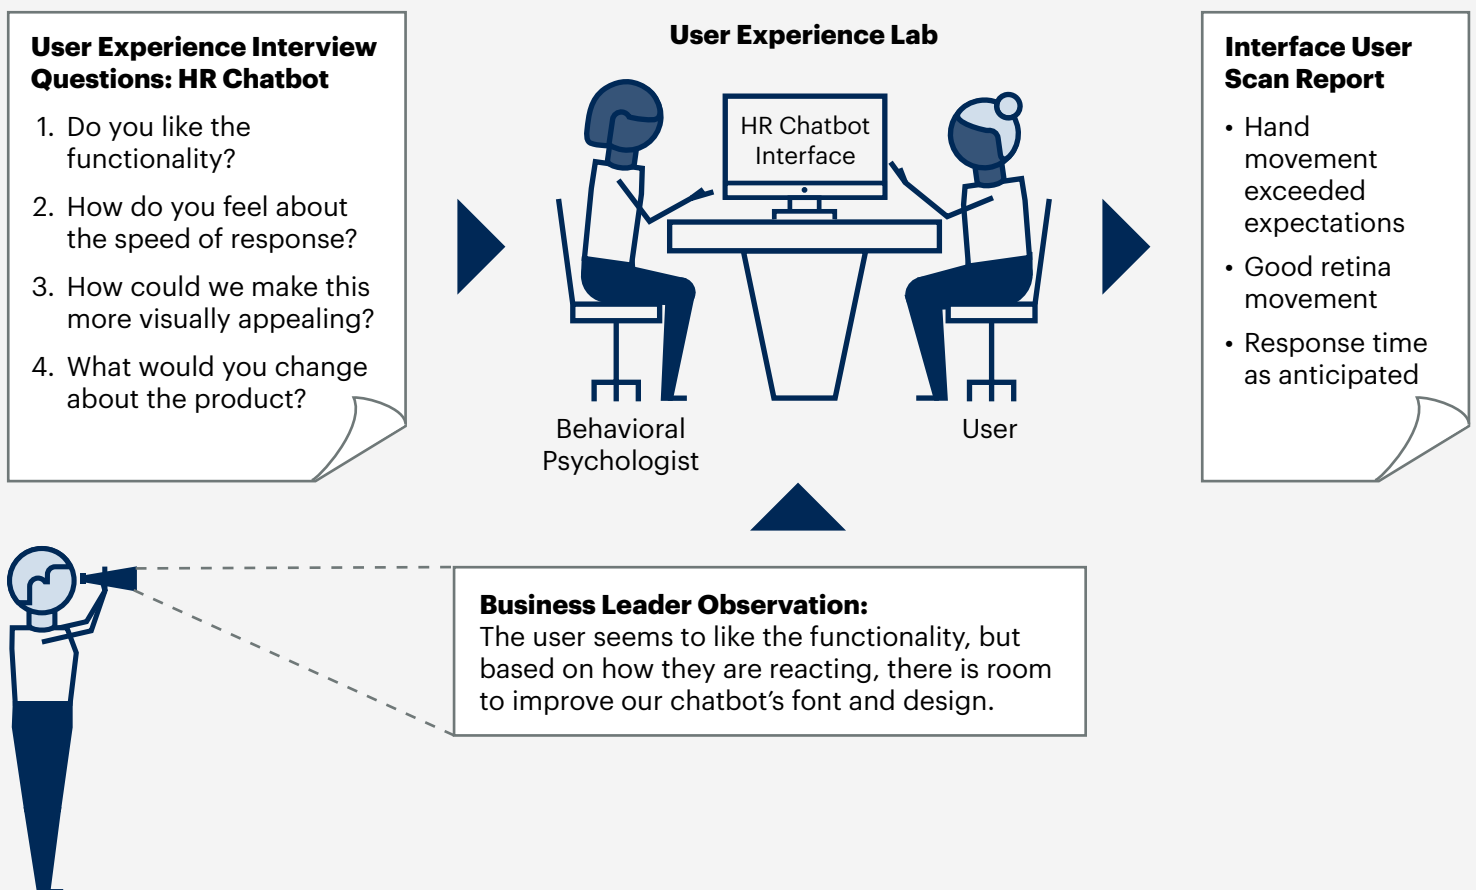 User Experience Interview
Questions: HR Chatbot
1. Do you like the
functionality?
2. How do you feel about
the speed of response?
3. How could we make this
more visually appealing?
4. What would you change
about the product?
User Experience Lab
HR Chatbot
Interface
Behavioral
Psychologist
User
Interface User
Scan Report
• Hand
movement
exceeded
expectations
• Good retina
movement
• Response time
as anticipated
Business Leader Observation:
The user seems to like the functionality, but
based on how they are reacting, there is room
to improve our chatbot’s font and design.